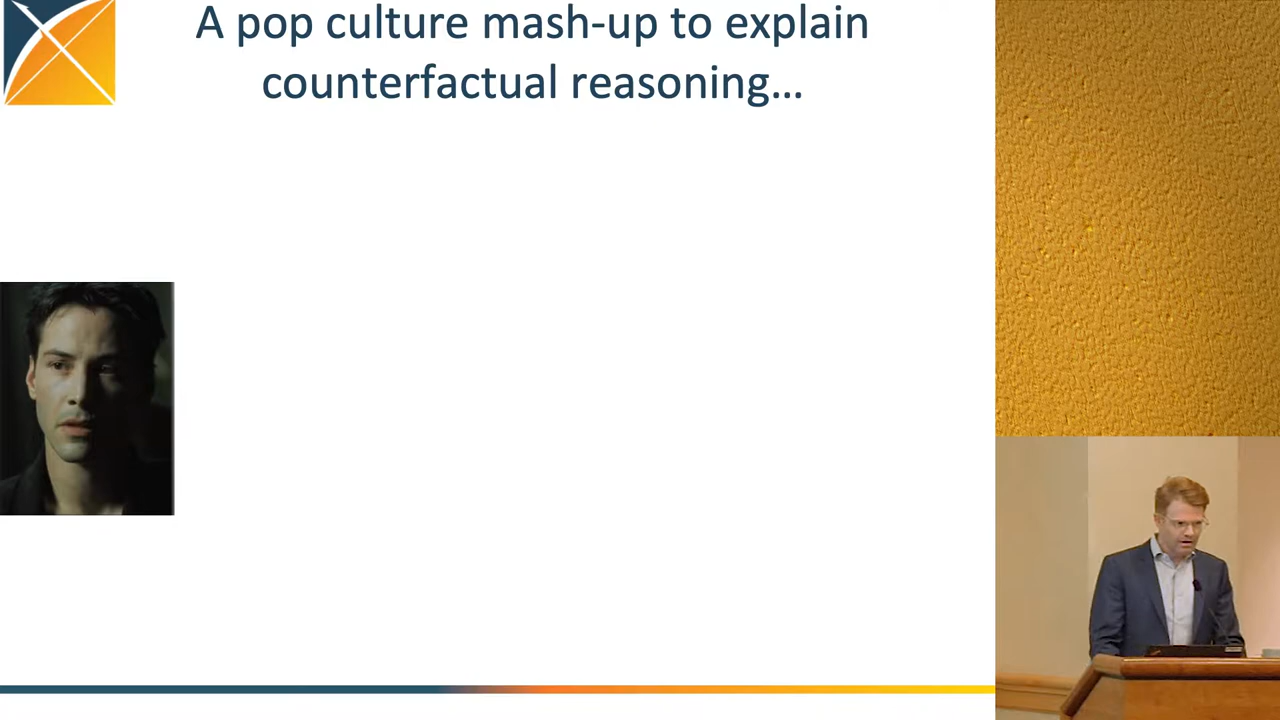 A pop culture mash-up to explain
counterfactual reasoning…